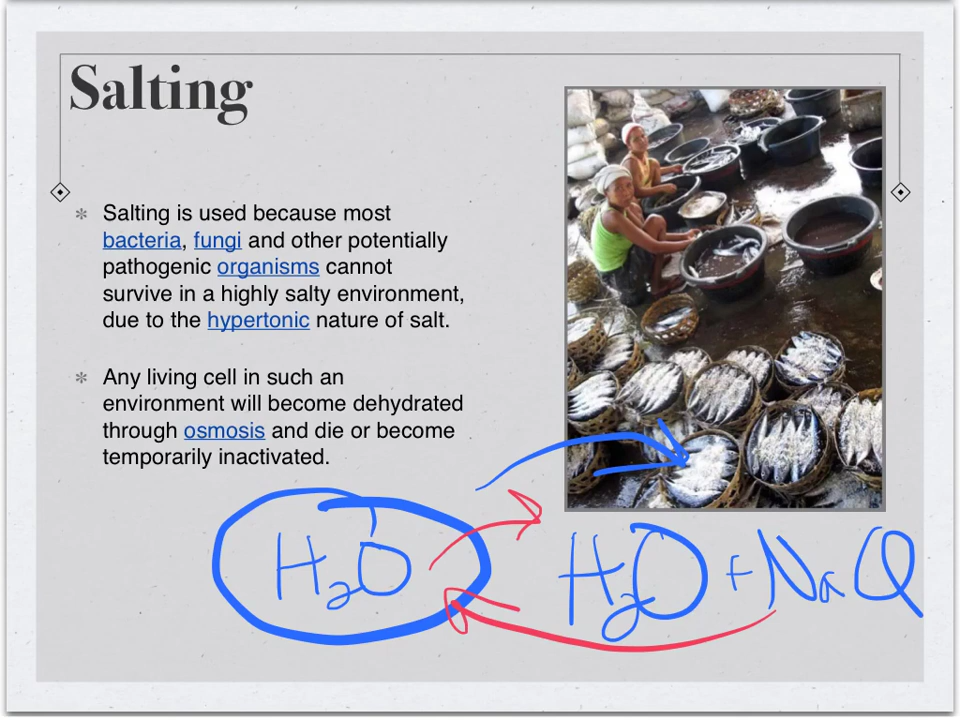 Salting
Salting is used because most
bacteria, fungi and other potentially
pathogenic organisms cannot
survive in a highly salty environment,
due to the hypertonic nature of salt.
Any living cell in such an
environment will become dehydrated
through osmosis and die or become
temporarily inactivated.
H₂O H₂O + NaCl